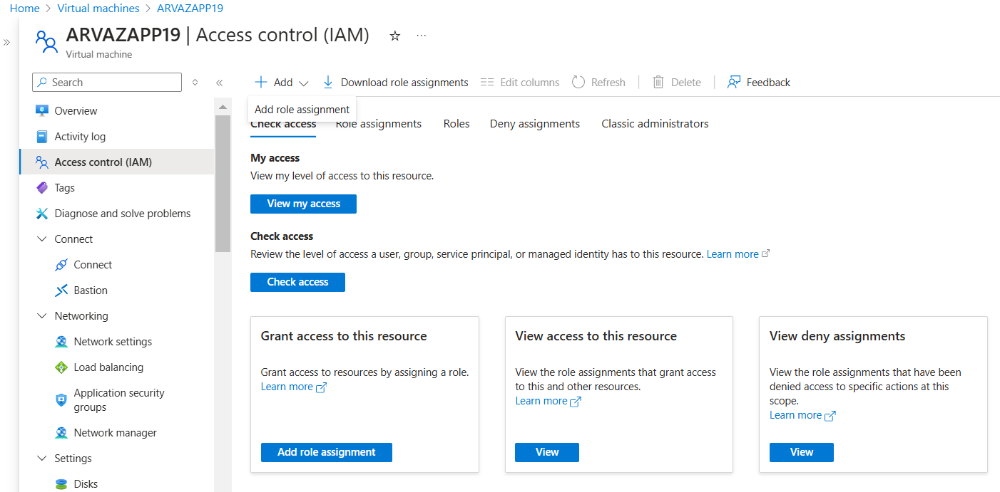 Home > Virtual machines > ARVAZAPP19
ARVAZAPP19 | Access control (IAM)
Virtual machine
Search
Overview
Activity log
Access control (IAM)
Tags
Diagnose and solve problems
Connect
Connect
Bastion
Networking
Network settings
Load balancing
Application security
groups
Network manager
Settings
Disks
Add
Download role assignments
Edit columns
Refresh
Delete
Feedback
Add role assignment
Check access
Role assignments
Roles
Deny assignments
Classic administrators
My access
View my level of access to this resource.
View my access
Check access
Review the level of access a user, group, service principal, or managed identity has to this resource. Learn more
Check access
Grant access to this resource
Grant access to resources by assigning a role.
Learn more
Add role assignment
View access to this resource
View the role assignments that grant access
to this and other resources.
Learn more
View
View deny assignments
View the role assignments that have been
denied access to specific actions at this
scope.
Learn more
View